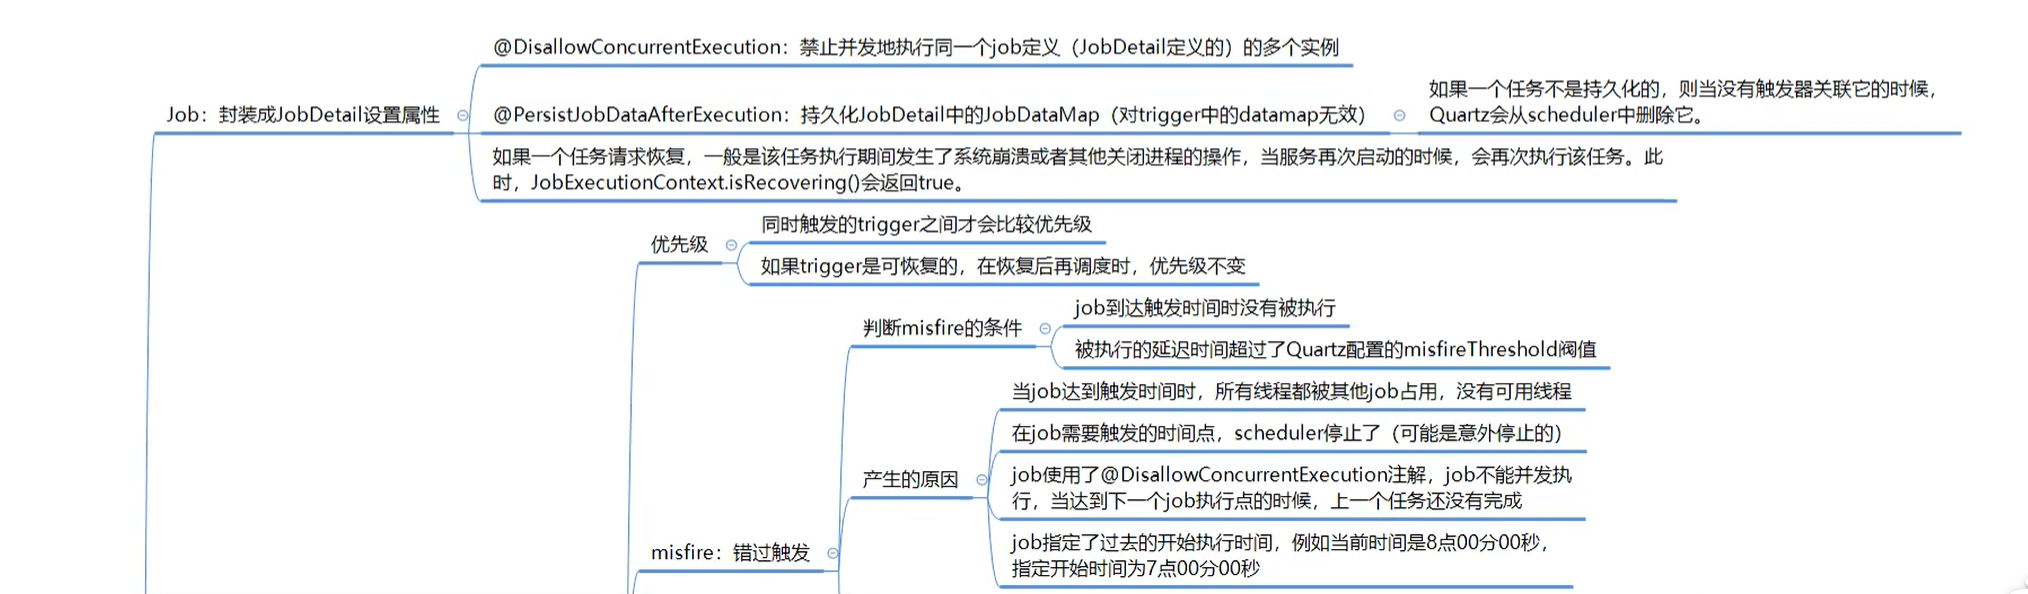 @DisallowConcurrentExecution：禁止并发地执行同一个job定义（JobDetail定义的）的多个实例
Job：封装成JobDetail设置属性
@PersistJobDataAfterExecution：持久化JobDetail中的JobDataMap（对trigger中的datamap无效）
如果一个任务不是持久化的，则当没有触发器关联它的时候，
Quartz会从scheduler中删除它。
如果一个任务请求恢复，一般是该任务执行期间发生了系统崩溃或者其他关闭进程的操作，当服务再次启动的时候，会再次执行该任务。此
时，JobExecutionContext.isRecovering()会返回true。
优先级
同时触发的trigger之间才会比较优先级
如果trigger是可恢复的，在恢复后再调度时，优先级不变
misfire：错过触发
判断misfire的条件
job到达触发时间时没有被执行
被执行的延迟时间超过了Quartz配置的misfireThreshold阀值
产生的原因
当job达到触发时间时，所有线程都被其他job占用，没有可用线程
在job需要触发的时间点，scheduler停止了（可能是意外停止的）
job使用了@DisallowConcurrentExecution注解，job不能并发执
行，当达到下一个job执行点的时候，上一个任务还没有完成
job指定了过去的开始执行时间，例如当前时间是8点00分00秒，
指定开始时间为7点00分00秒